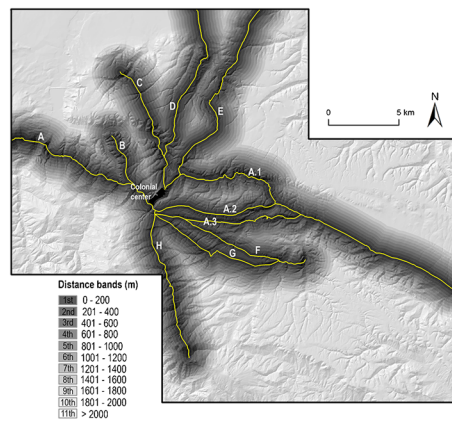 N
0
5 km
C
D
E
A
B
A.1
Colonial
center
A.2
A.3
F
G
H
Distance bands (m)
1st 0 - 200
2nd 201 - 400
3rd 401 - 600
4th 601 - 800
5th 801 - 1000
6th 1001 - 1200
7th 1201 - 1400
8th 1401 - 1600
9th 1601 - 1800
10th 1801 - 2000
11th > 2000